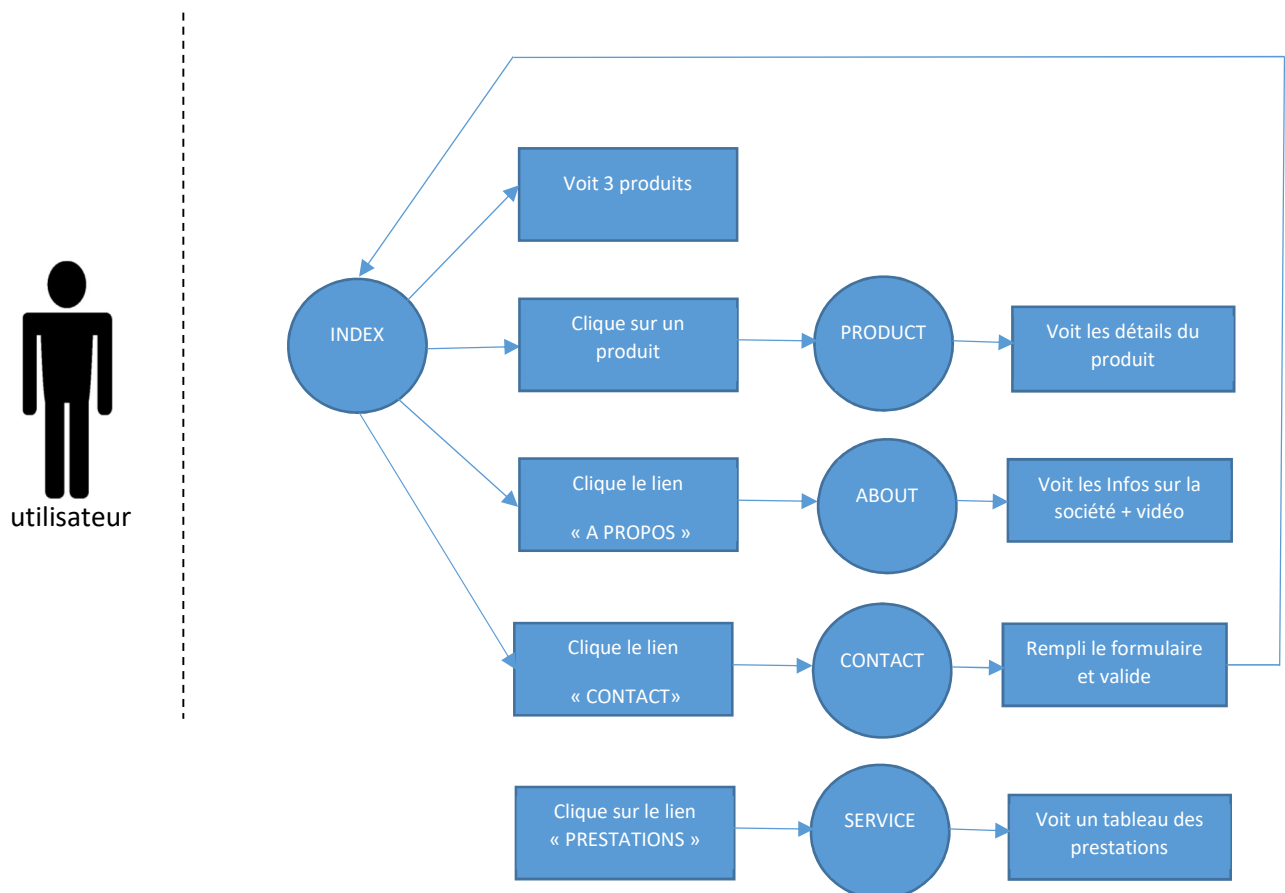 Voit 3 produits
INDEX
Clique sur un
produit
PRODUCT
Voit les détails du
produit
utilisateur
Clique le lien
« A PROPOS »
ABOUT
Voit les Infos sur la
société + vidéo
Clique le lien
« CONTACT»
CONTACT
Rempli le formulaire
et valide
Clique sur le lien
« PRESTATIONS »
SERVICE
Voit un tableau des
prestations